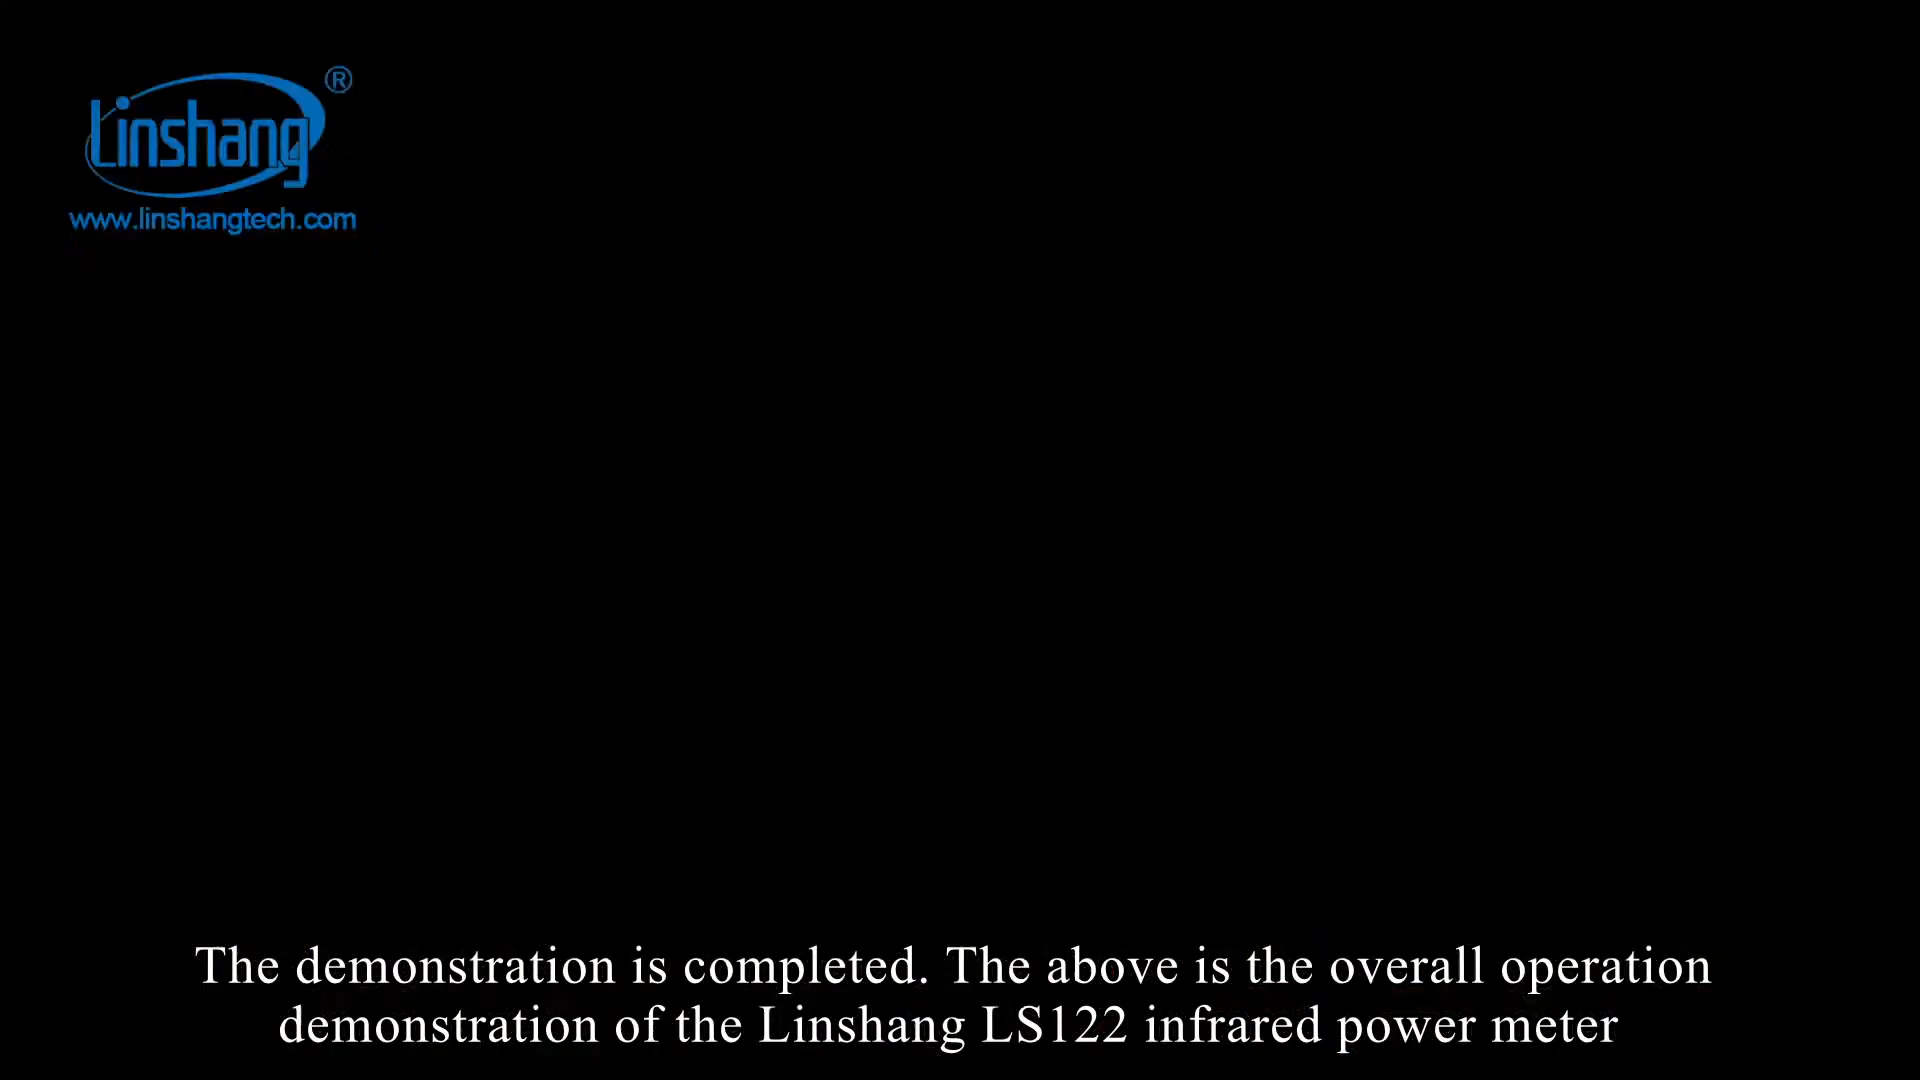 Linshang®
www.linshangtech.com
The demonstration is completed. The above is the overall operation
demonstration of the Linshang LS122 infrared power meter